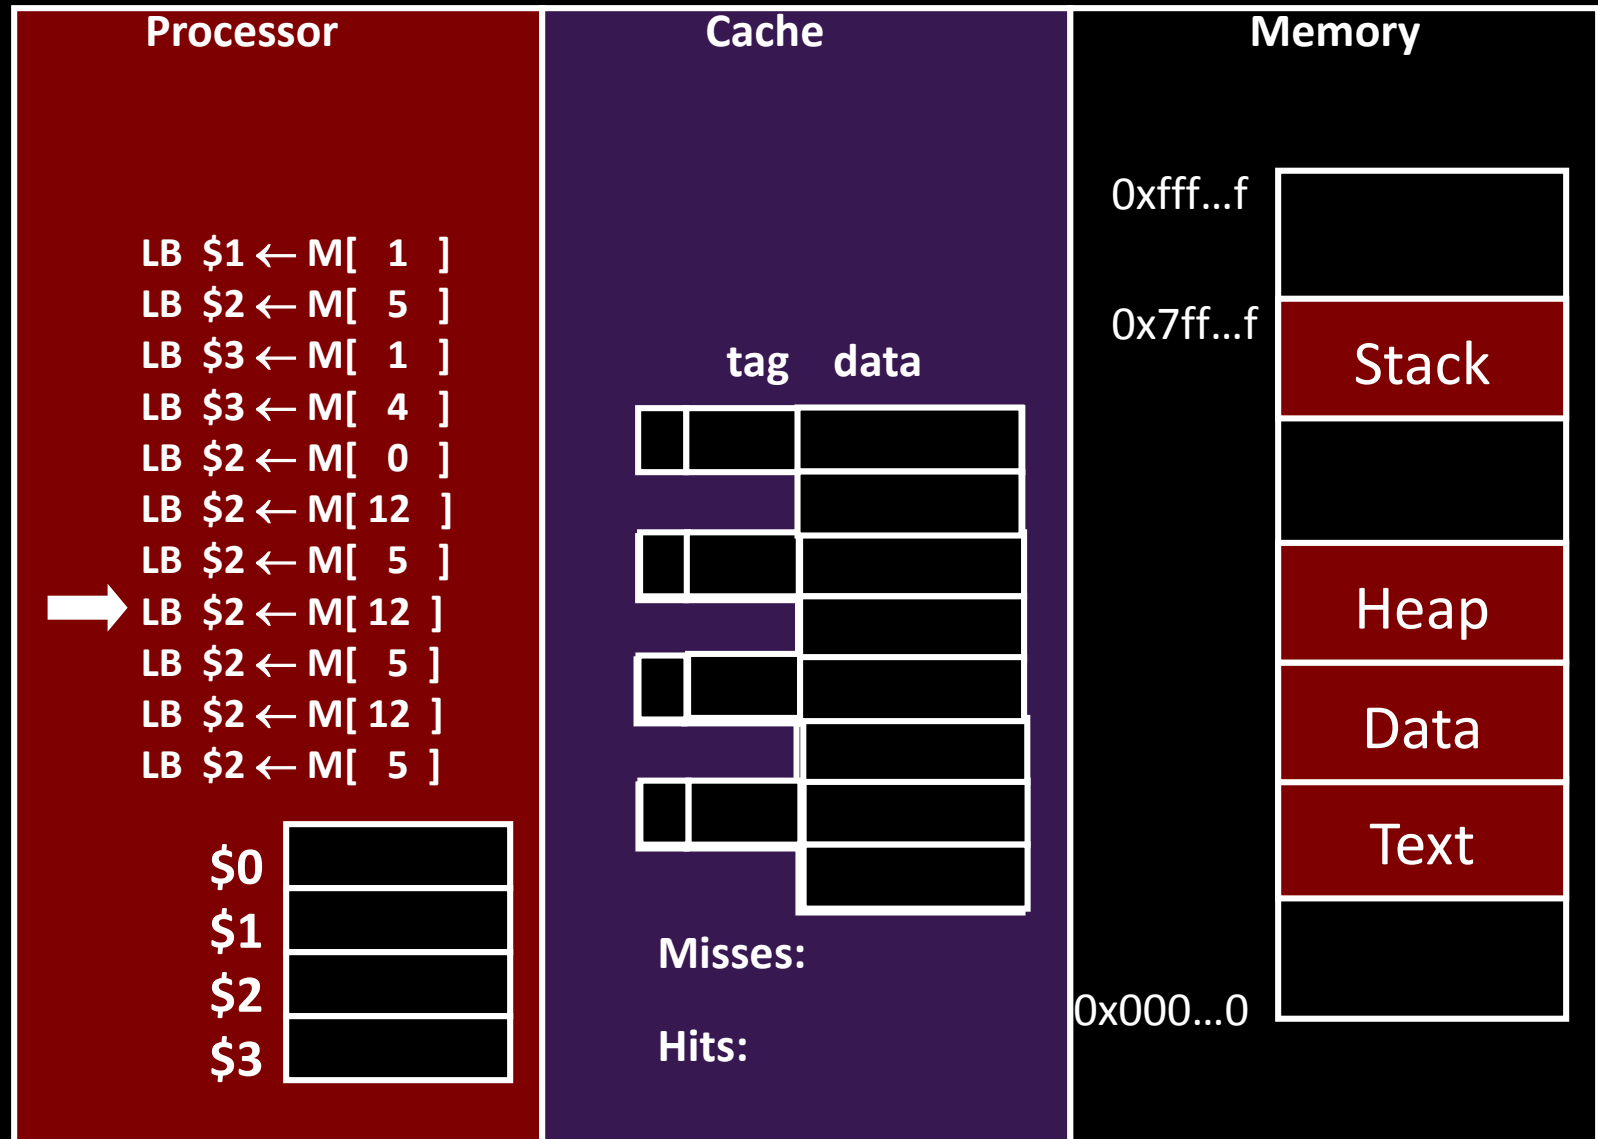 Processor
LB $1 ← M[ 1 ]
LB $2 ← M[ 5 ]
LB $3 ← M[ 1 ]
LB $3 ← M[ 4 ]
LB $2 ← M[ 0 ]
LB $2 ← M[ 12 ]
LB $2 ← M[ 5 ]
LB $2 ← M[ 12 ]
LB $2 ← M[ 5 ]
LB $2 ← M[ 12 ]
LB $2 ← M[ 5 ]
$0
$1
$2
$3
Cache
tag data
Misses:
Hits:
Memory
0xfff…f
0x7ff…f
Stack
Heap
Data
Text
0x000…0